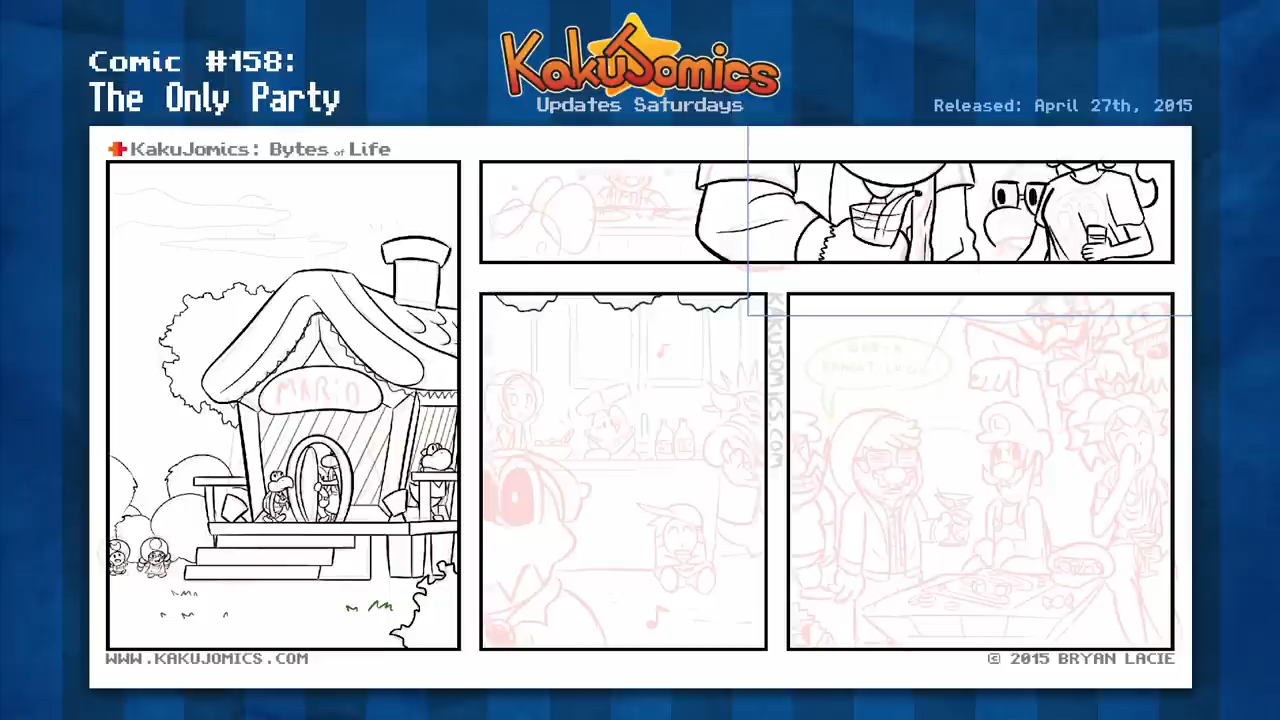 Comic #158:
The Only Party
KakuJomics
Updates Saturdays
Released: April 27th, 2015
KakuJomics: Bytes of Life
MARIO
KAKUJOMICS.COM
WWW.KAKUJOMICS.COM
© 2015 BRYAN LACIE